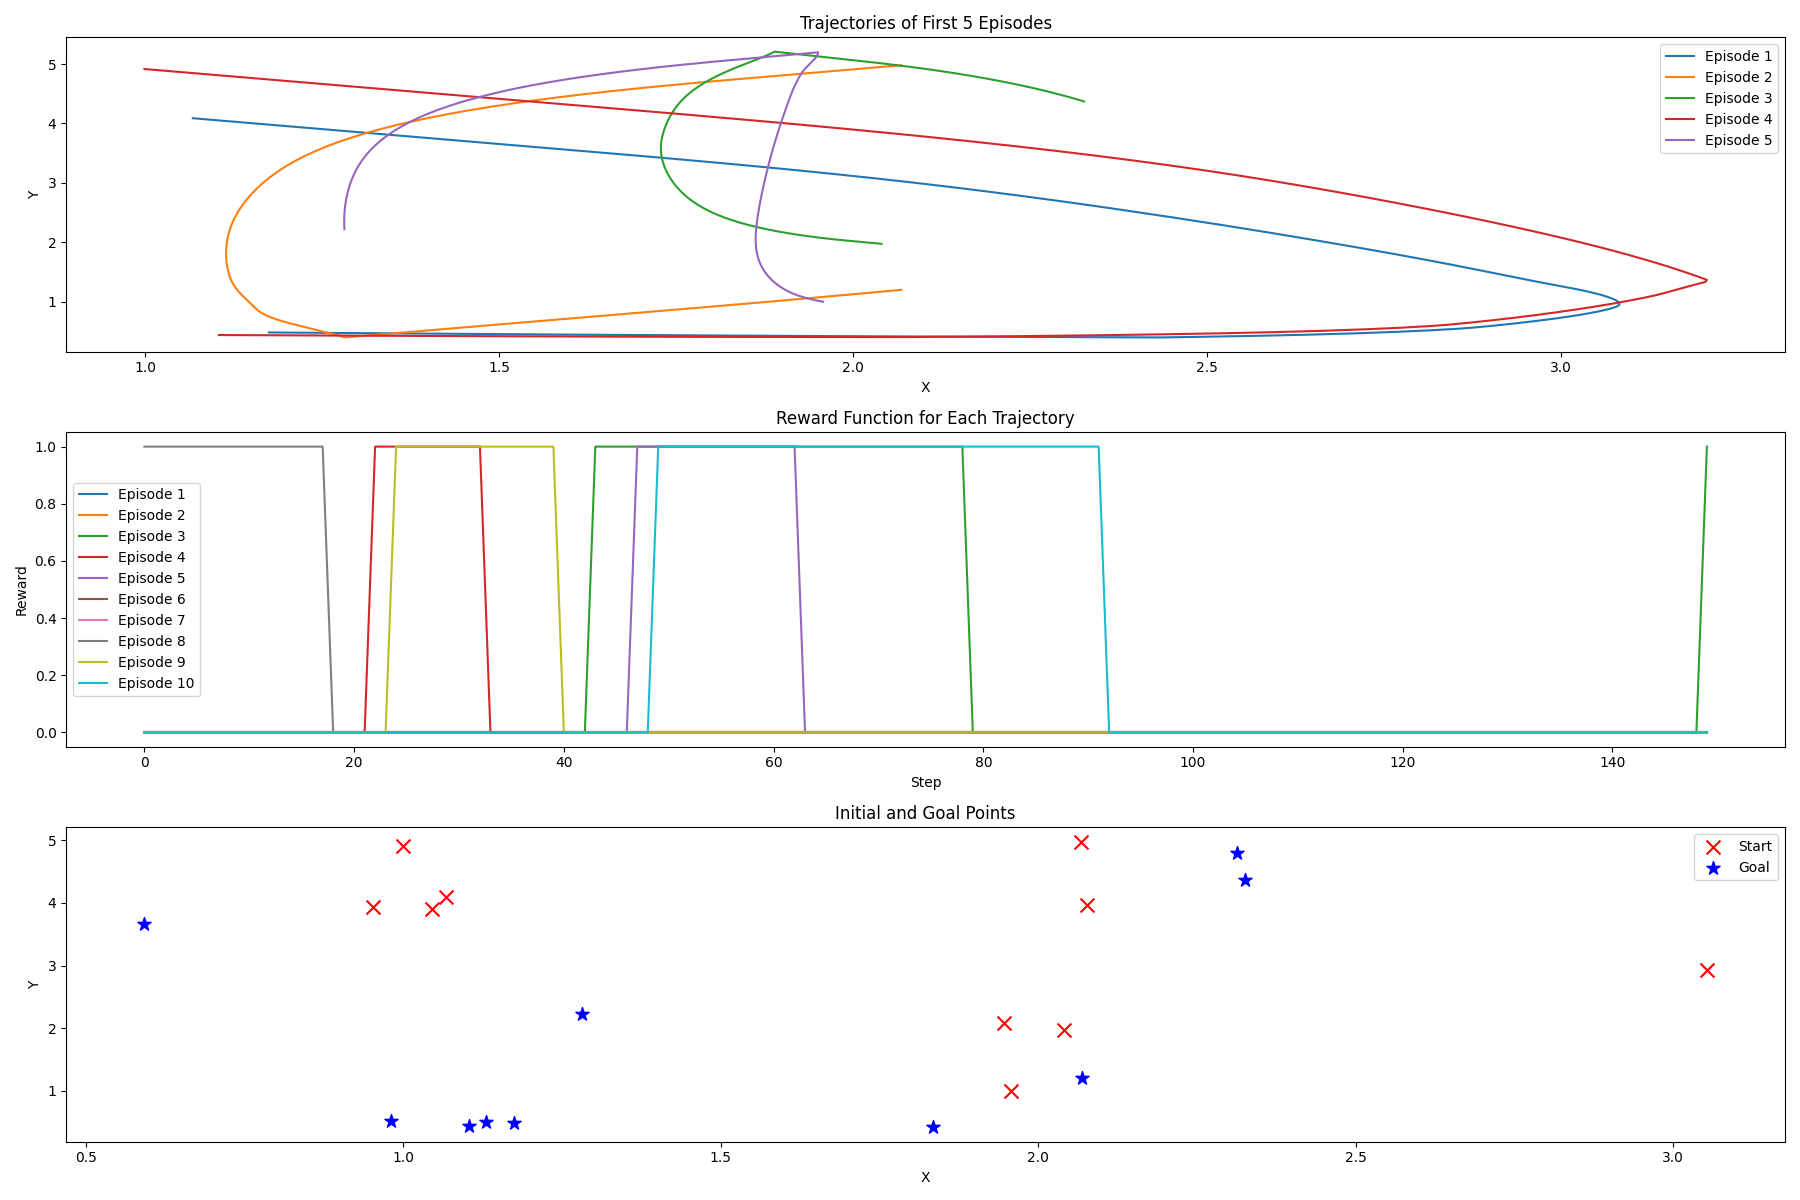 Trajectories of First 5 Episodes
5
4
3
2
1
Y
Episode 1
Episode 2
Episode 3
Episode 4
Episode 5
1.0 1.5 2.0 2.5 3.0
X
Reward Function for Each Trajectory
1.0
0.8
0.6
0.4
0.2
0.0
Reward
Episode 1
Episode 2
Episode 3
Episode 4
Episode 5
Episode 6
Episode 7
Episode 8
Episode 9
Episode 10
0 20 40 60 80 100 120 140
Step
Initial and Goal Points
5
4
3
2
1
Y
Start
Goal
0.5 1.0 1.5 2.0 2.5 3.0
X